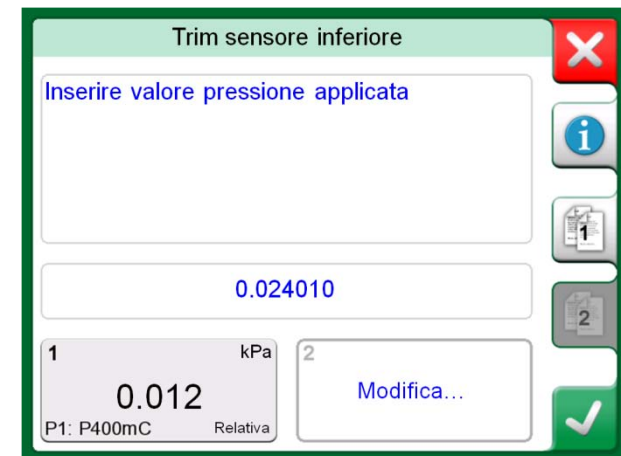 Trim sensore inferiore
Inserire valore pressione applicata
1
0.024010
2
1 kPa
0.012
P1: P400mC Relativa
2
Modifica...